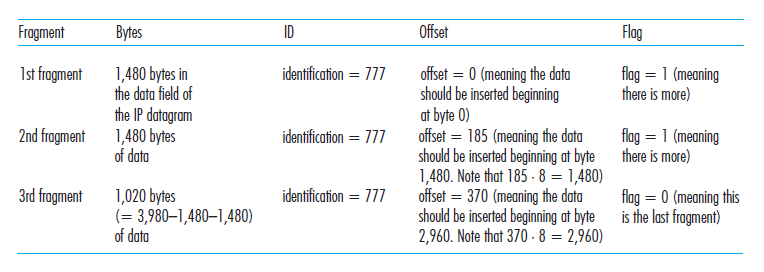 Fragment Bytes ID Offset Flag
1st fragment 1,480 bytes in identification = 777 offset = 0 (meaning the data flag = 1 (meaning
the data field of should be inserted beginning there is more)
the IP datagram at byte 0)
2nd fragment 1,480 bytes identification = 777 offset = 185 (meaning the data flag = 1 (meaning
of data should be inserted beginning at byte there is more)
1,480. Note that 185 · 8 = 1,480)
3rd fragment 1,020 bytes identification = 777 offset = 370 (meaning the data flag = 0 (meaning this
(= 3,980–1,480–1,480) should be inserted beginning at byte is the last fragment)
of data 2,960. Note that 370 · 8 = 2,960)